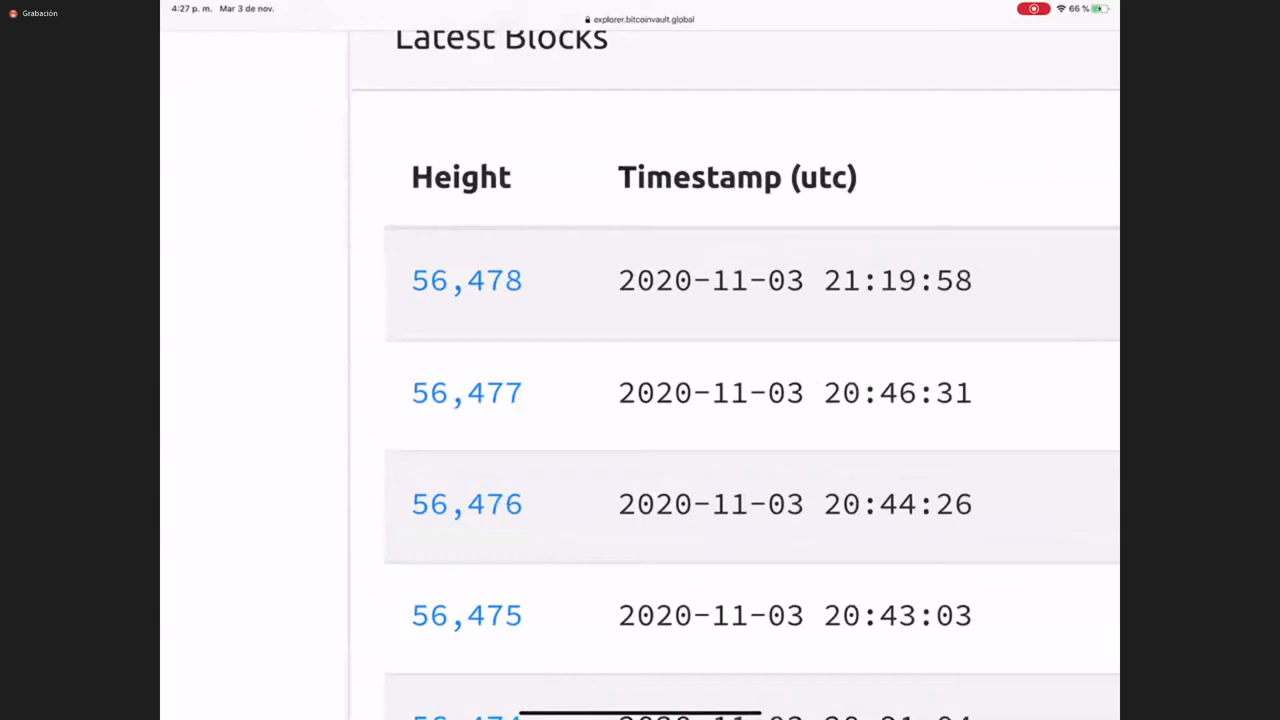 Grabación
4:27 p. m. Mar 3 de nov.
66 %
explorer.bitcoinvault.global
Latest Blocks
Height Timestamp (utc)
56,478 2020-11-03 21:19:58
56,477 2020-11-03 20:46:31
56,476 2020-11-03 20:44:26
56,475 2020-11-03 20:43:03